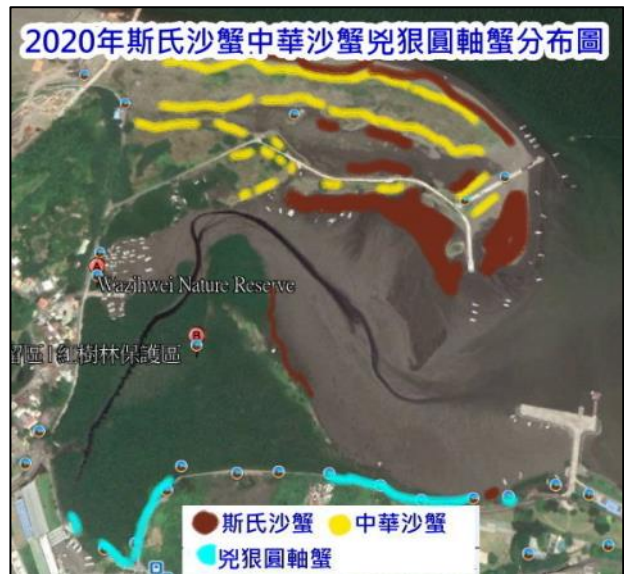 2020年斯氏沙蟹中華沙蟹兇狠圓軸蟹分布圖
A
Wazihwei Nature Reserve
B
留區|紅樹林保護區
斯氏沙蟹 中華沙蟹
兇狠圓軸蟹